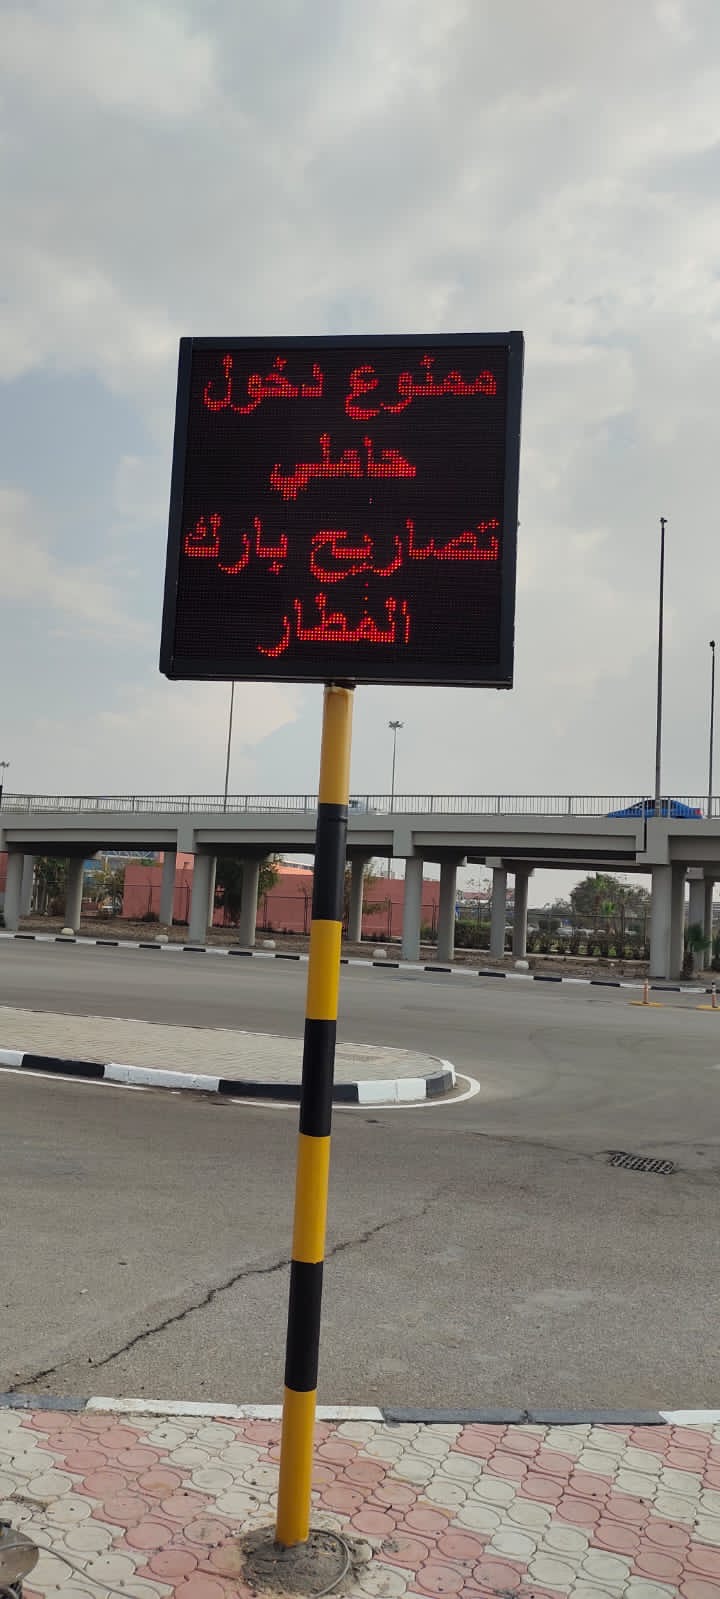 ممنوع دخول
حاملي
تصاريح بارك
المطار